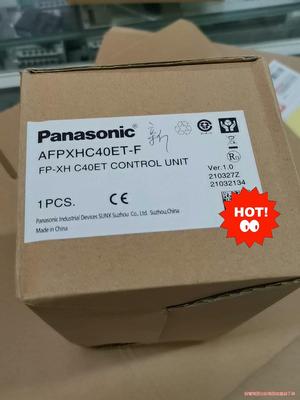 Panasonic
AFPXHC40ET-F
FP-XH C40ET CONTROL UNIT
Ver.1.0
210327Z
21032134
1PCS.
CE
Panasonic Industrial Devices SUNX Suzhou Co., Ltd. Suzhou,China
Made in China
HOT!